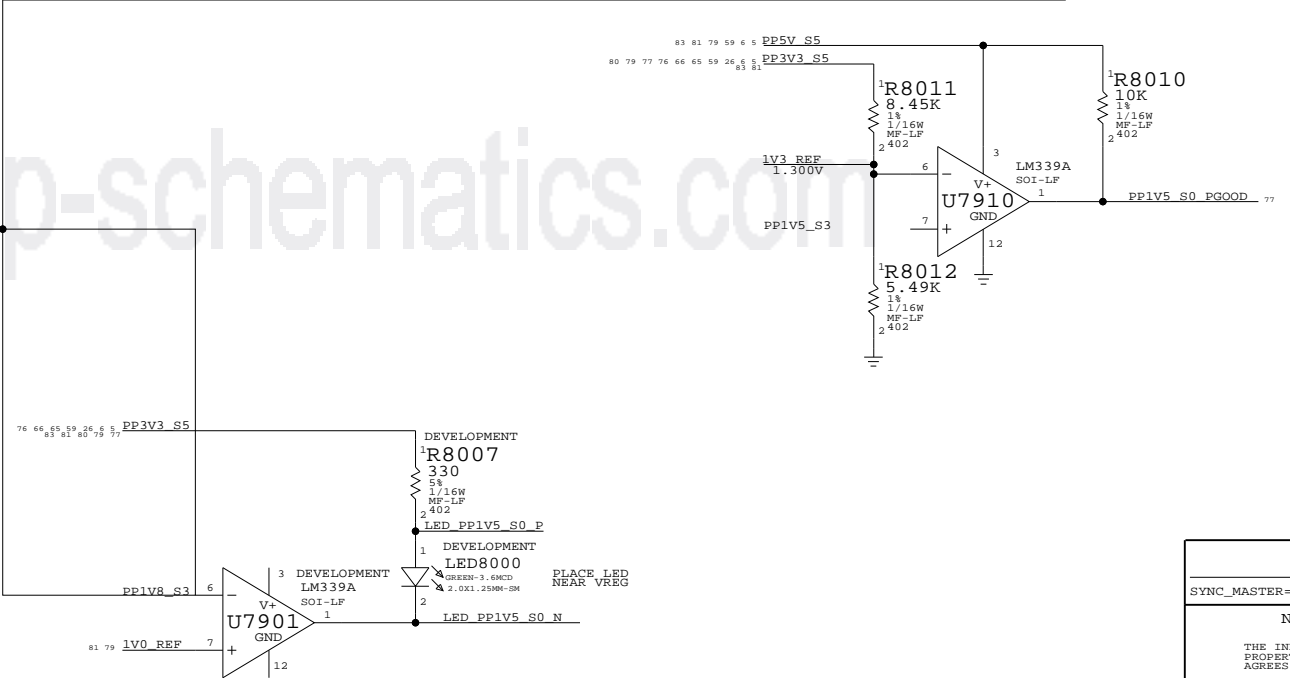 83 81 79 59 6 5 PP5V_S5
80 79 77 76 66 65 59 26 6 5 PP3V3_S5
83 81
1
R8011
8.45K
1%
1/16W
MF-LF
2 402
1
R8010
10K
1%
1/16W
MF-LF
2 402
1V3_REF
1.300V
6
3
LM339A
SOI-LF
V+
U7910
GND
1
PP1V5_S0_PGOOD 77
PP1V5_S3
7
12
p-schematics.com
1
R8012
5.49K
1%
1/16W
MF-LF
2 402
76 66 65 59 26 6 5 PP3V3_S5
83 81 80 79 77
DEVELOPMENT
1
R8007
330
5%
1/16W
MF-LF
2 402
LED_PP1V5_S0_P
1
DEVELOPMENT
LED8000
GREEN-3.6MCD
2.0X1.25MM-SM
2
PLACE LED
NEAR VREG
PP1V8_S3 6
3 DEVELOPMENT
LM339A
SOI-LF
V+
U7901
GND
1
LED_PP1V5_S0_N
81 79 1V0_REF 7
12
SYNC_MASTER=
N
THE IN
PROPER
AGREES